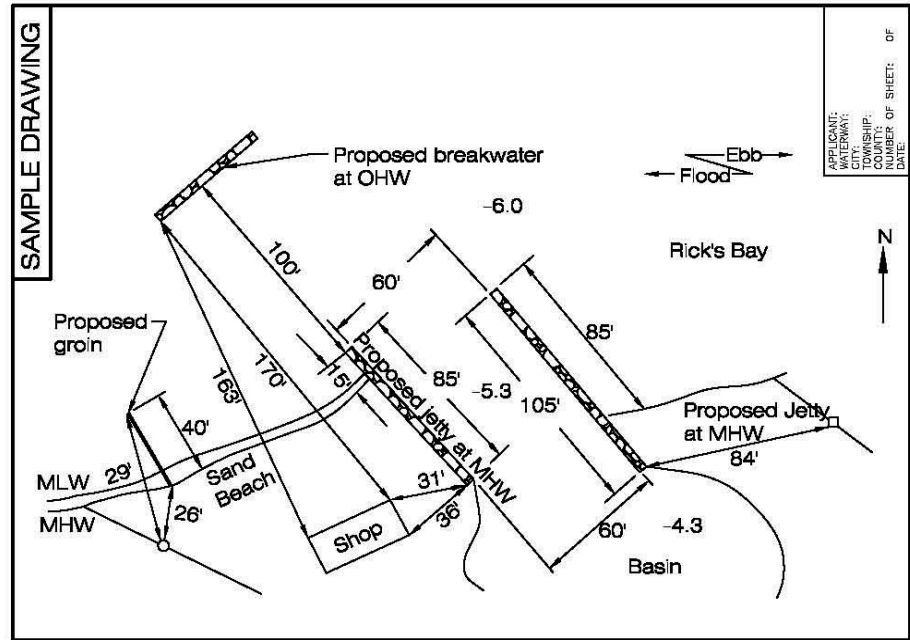 SAMPLE DRAWING
APPLICANT:
WATERWAY:
CITY:
TOWNSHIP:
COUNTY:
NUMBER OF SHEET: OF
DATE:
Proposed breakwater
at OHW
Ebb
Flood
-6.0
Rick's Bay
N
100'
60'
Proposed
groin
163'
170'
15'
Proposed jetty at MHW
85'
-5.3
105'
85'
40'
Proposed Jetty
at MHW
84'
MLW
29'
Sand
Beach
MHW
26'
31'
36'
Shop
60'
-4.3
Basin